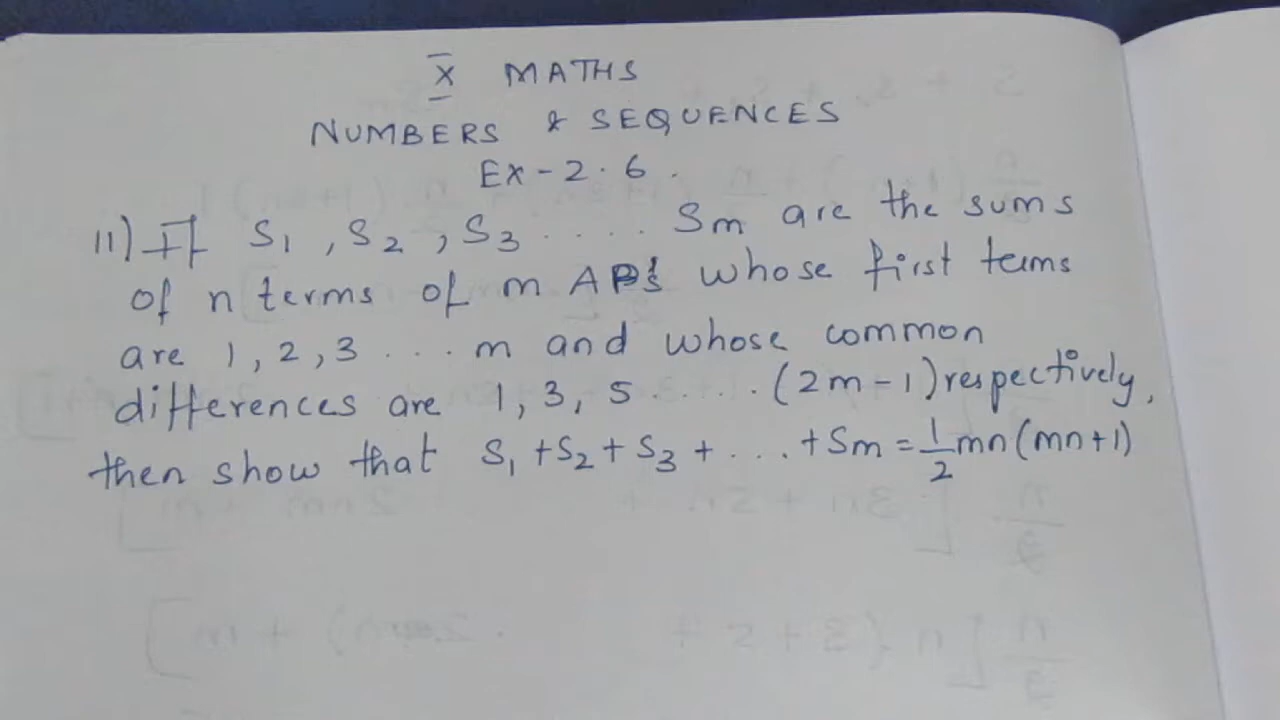 X MATHS
NUMBERS & SEQUENCES
Ex - 2.6.
11) If S1, S2, S3 ..... Sm are the sums
of n terms of m AP's whose first terms
are 1, 2, 3 .... m and whose common
differences are 1, 3, 5 ..... (2m-1) respectively,
then show that S1 + S2 + S3 + .... + Sm = 1/2 mn (mn+1)